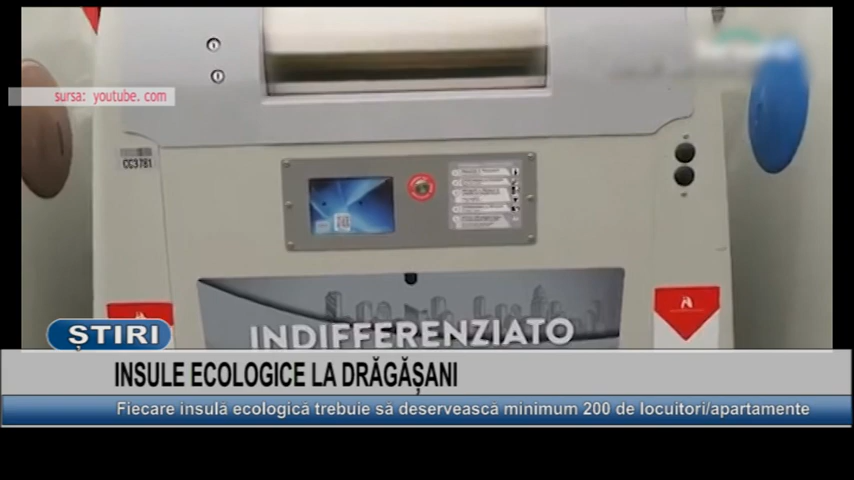 sursa: youtube. com
CC3781
INDIFFERENZIATO
ȘTIRI
INSULE ECOLOGICE LA DRĂGĂȘANI
Fiecare insulă ecologică trebuie să deservească minimum 200 de locuitori/apartamente